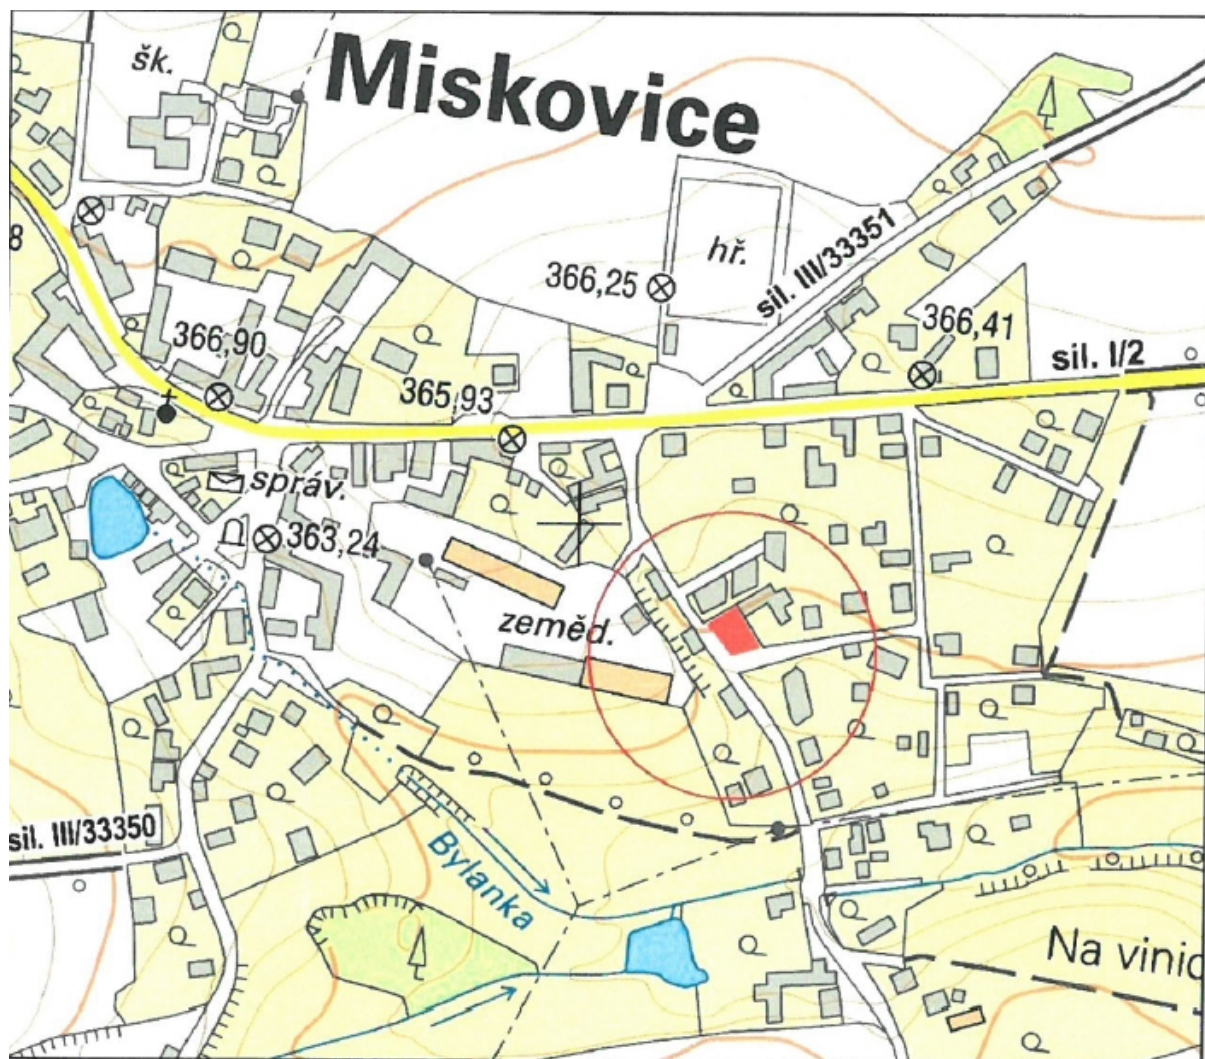 šk.
Miskovice
8
hř.
366,25
sil. III/33351
366,90
366,41
sil. I/2
365,93
správ.
363,24
zeměd.
sil. III/33350
Bylanka
Na vinic